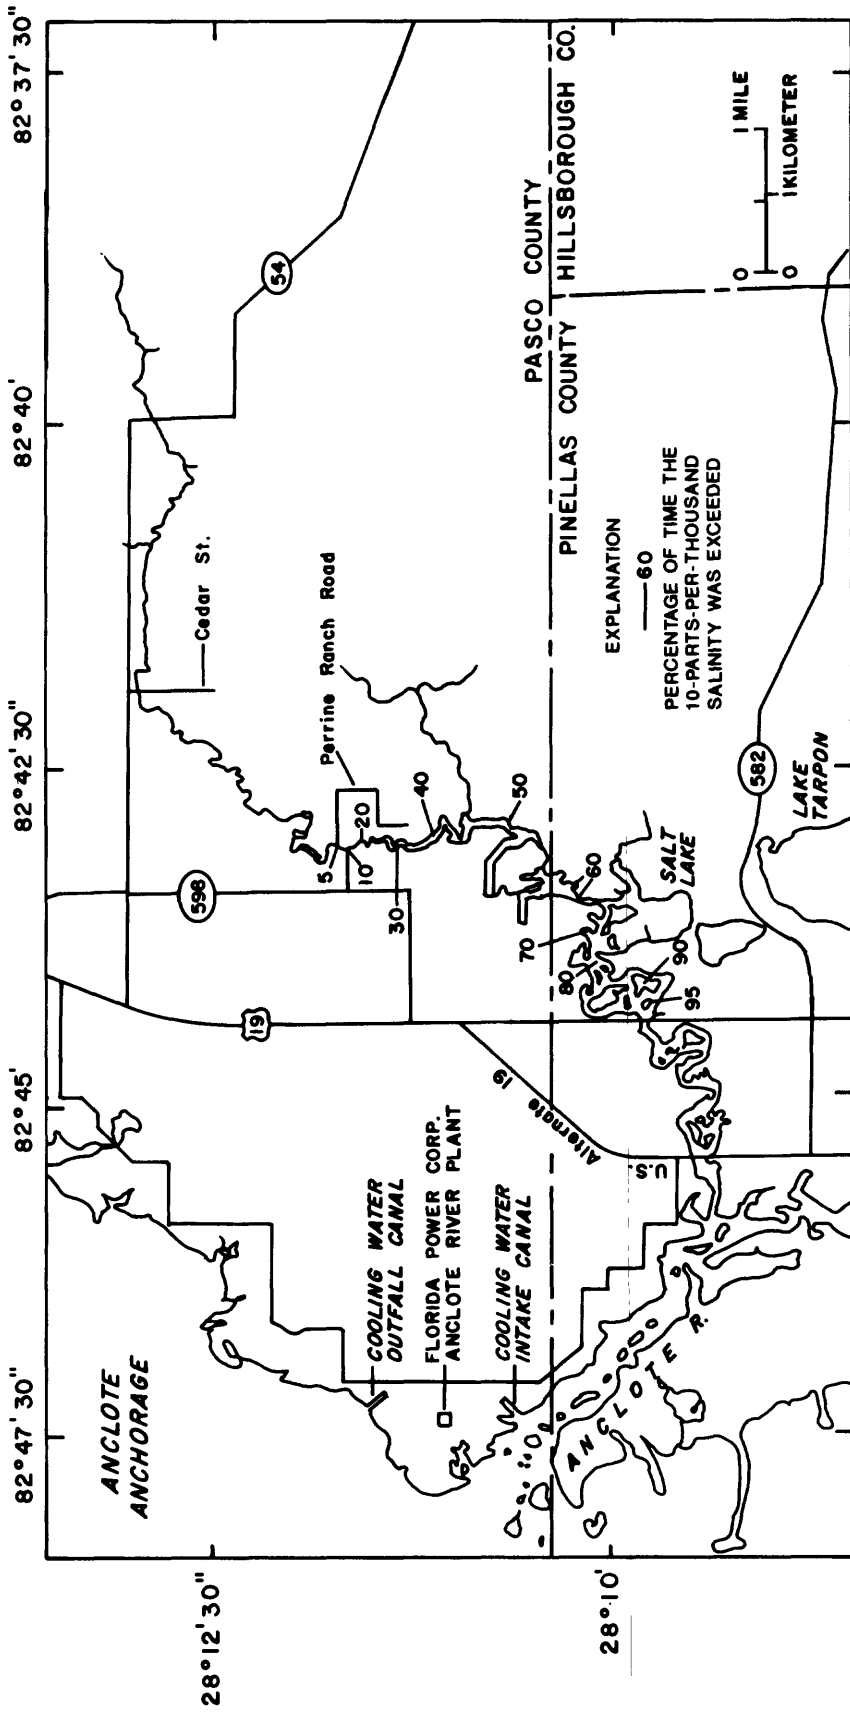 82°47'30"
82°45'
82°42'30"
82°40'
82°37'30"
28°12'30"
28°10'
ANCLOTE
ANCHORAGE
COOLING WATER
OUTFALL CANAL
FLORIDA POWER CORP.
ANCLOTE RIVER PLANT
COOLING WATER
INTAKE CANAL
ANCLOTE R.
19
U.S.
Alternate 19
598
54
Cedar St.
Perrine Ranch Road
5
10
20
30
40
50
60
70
80
90
95
PASCO COUNTY
PINELLAS COUNTY
HILLSBOROUGH CO.
SALT
LAKE
582
LAKE
TARPON
EXPLANATION
60
PERCENTAGE OF TIME THE
10-PARTS-PER-THOUSAND
SALINITY WAS EXCEEDED
0 1 MILE
0 1 KILOMETER